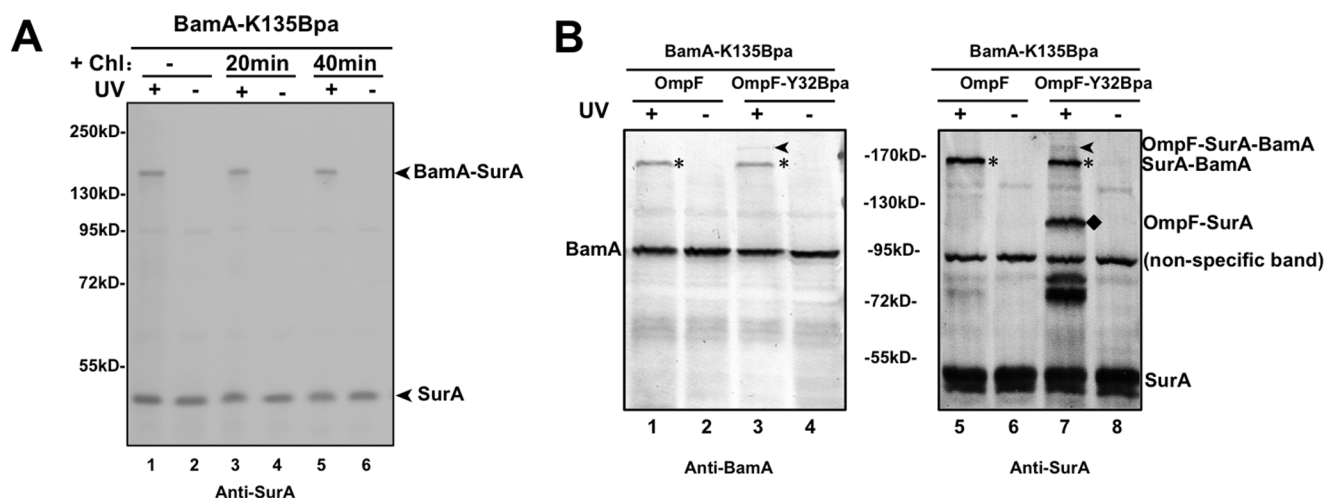 A
BamA-K135Bpa
+ Chl: - 20min 40min
UV + - + - + -
250kD-
130kD-
95kD-
72kD-
55kD-
BamA-SurA
SurA
1 2 3 4 5 6
Anti-SurA
B
BamA-K135Bpa BamA-K135Bpa
OmpF OmpF-Y32Bpa OmpF OmpF-Y32Bpa
UV + - + - + - + -
* * * *
BamA
-170kD-
-130kD-
-95kD-
-72kD-
-55kD-
OmpF-SurA-BamA
SurA-BamA
OmpF-SurA
(non-specific band)
SurA
1 2 3 4 5 6 7 8
Anti-BamA Anti-SurA